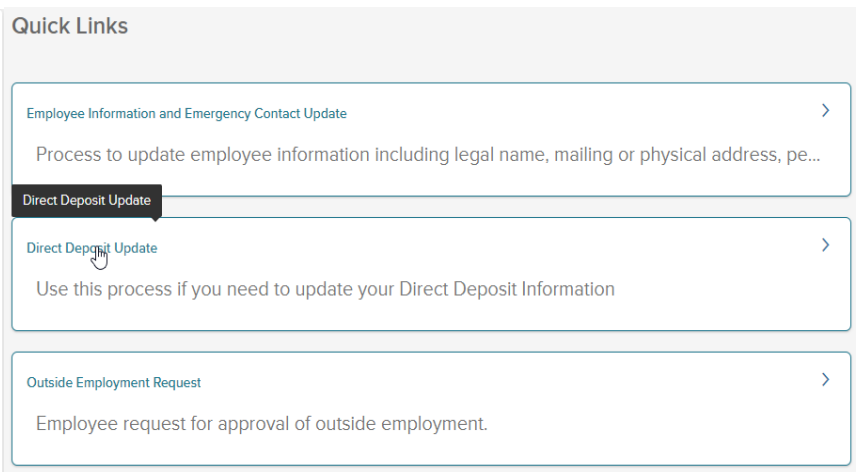 Quick Links
Employee Information and Emergency Contact Update
Process to update employee information including legal name, mailing or physical address, pe...
Direct Deposit Update
Direct Deposit Update
Use this process if you need to update your Direct Deposit Information
Outside Employment Request
Employee request for approval of outside employment.